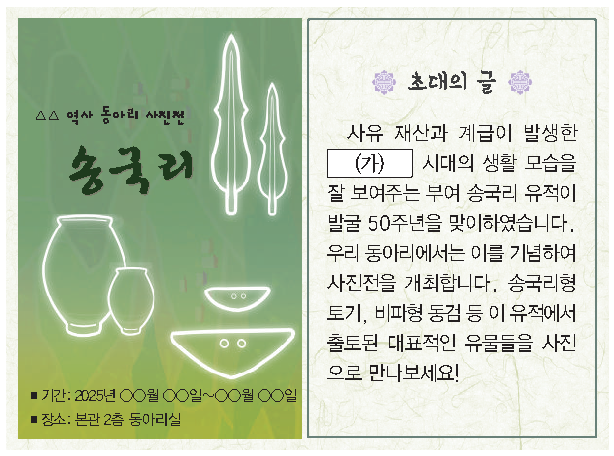 △△ 역사 동아리 사진전
송국리
■ 기간: 2025년 ○○월 ○○일~○○월 ○○일
■ 장소: 본관 2층 동아리실
초대의 글
사유 재산과 계급이 발생한
(가) 시대의 생활 모습을
잘 보여주는 부여 송국리 유적이
발굴 50주년을 맞이하였습니다.
우리 동아리에서는 이를 기념하여
사진전을 개최합니다. 송국리형
토기, 비파형 동검 등 이 유적에서
출토된 대표적인 유물들을 사진
으로 만나보세요!